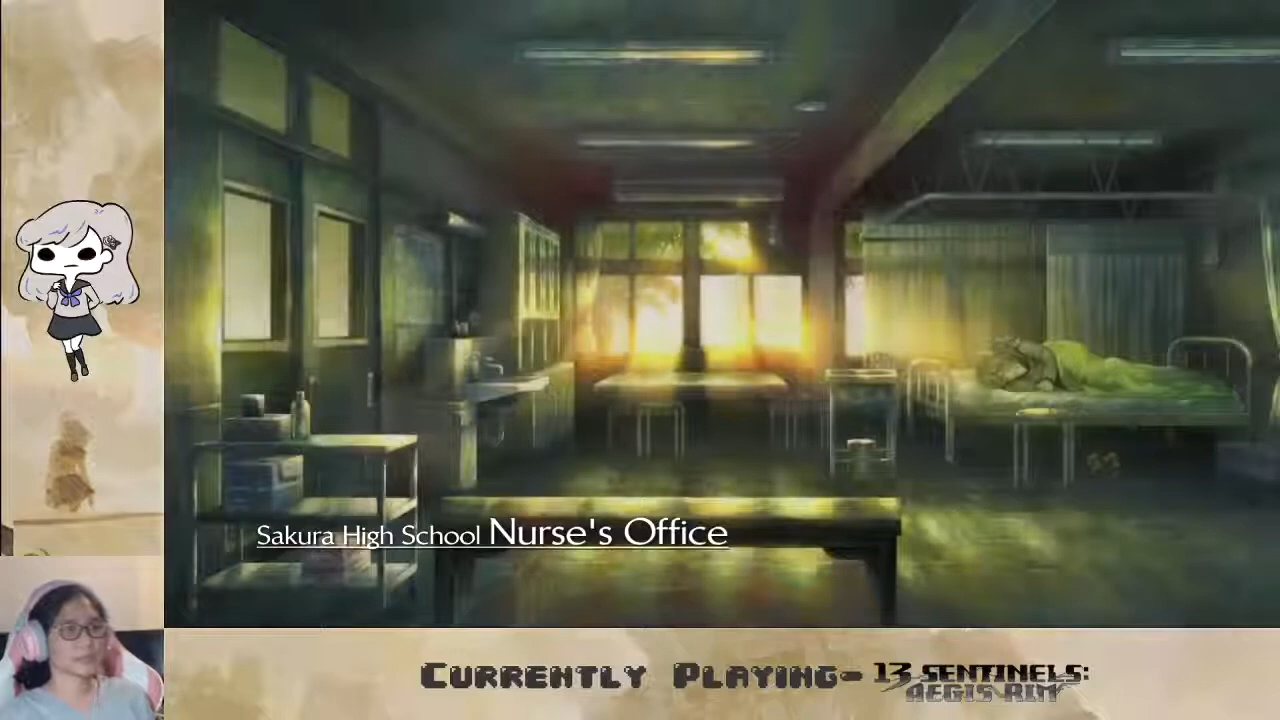 Sakura High School Nurse's Office
Currently Playing- 13 SENTINELS:
AEGIS RIM